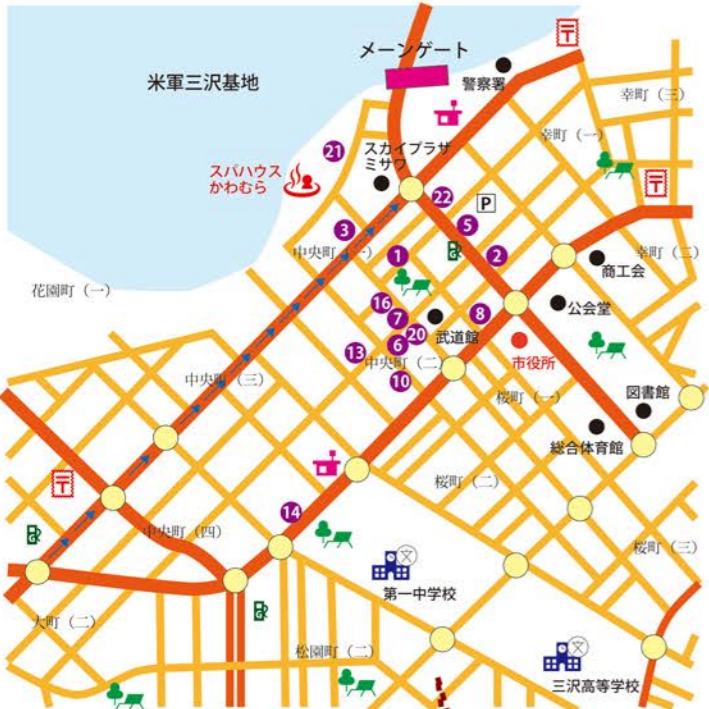 メーンゲート
米軍三沢基地
警察署
幸町（三）
幸町（一）
21
スカイプラザ
ミサワ
スパハウス
かわむら
〒
〒
22
P
5
3
中央町（一）
1
2
幸町（二）
商工会
花園町（一）
16
7
8
公会堂
武道館
20
6
13
中央町（二）
市役所
10
中央町（三）
桜町（一）
図書館
総合体育館
桜町（二）
〒
14
中央町（四）
桜町（三）
文
第一中学校
大町（二）
松園町（二）
文
三沢高等学校